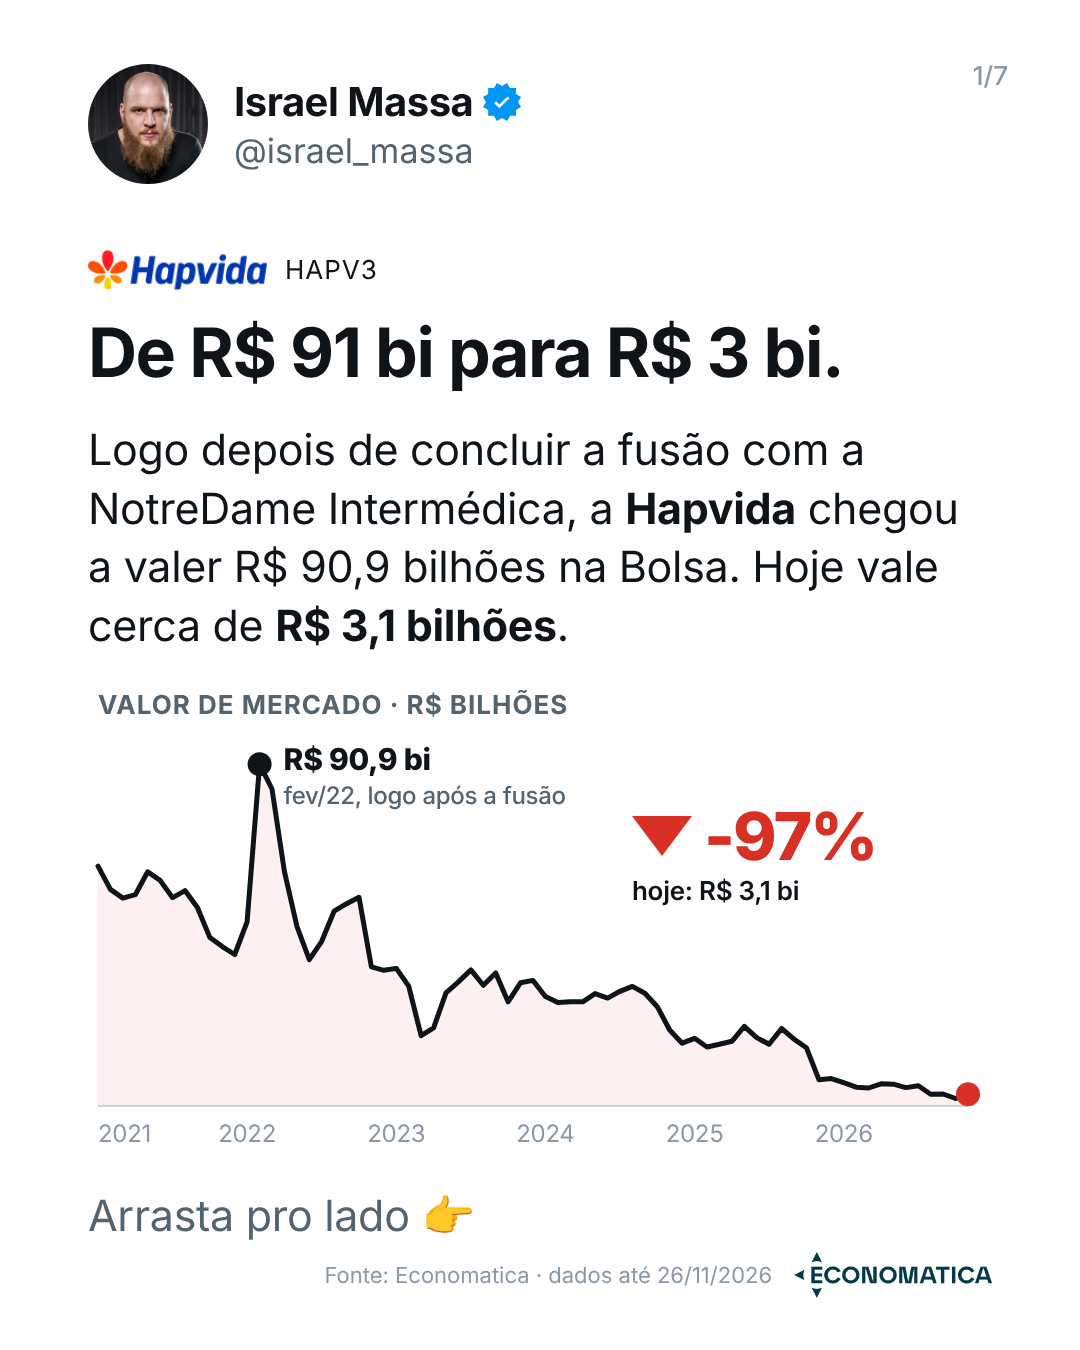 Israel Massa
@israel_massa
1/7
Hapvida HAPV3
De R$ 91 bi para R$ 3 bi.
Logo depois de concluir a fusão com a
NotreDame Intermédica, a Hapvida chegou
a valer R$ 90,9 bilhões na Bolsa. Hoje vale
cerca de R$ 3,1 bilhões.
VALOR DE MERCADO · R$ BILHÕES
R$ 90,9 bi
fev/22, logo após a fusão
-97%
hoje: R$ 3,1 bi
2021 2022 2023 2024 2025 2026
Arrasta pro lado 👉
Fonte: Economatica · dados até 26/11/2026 ECONOMATICA